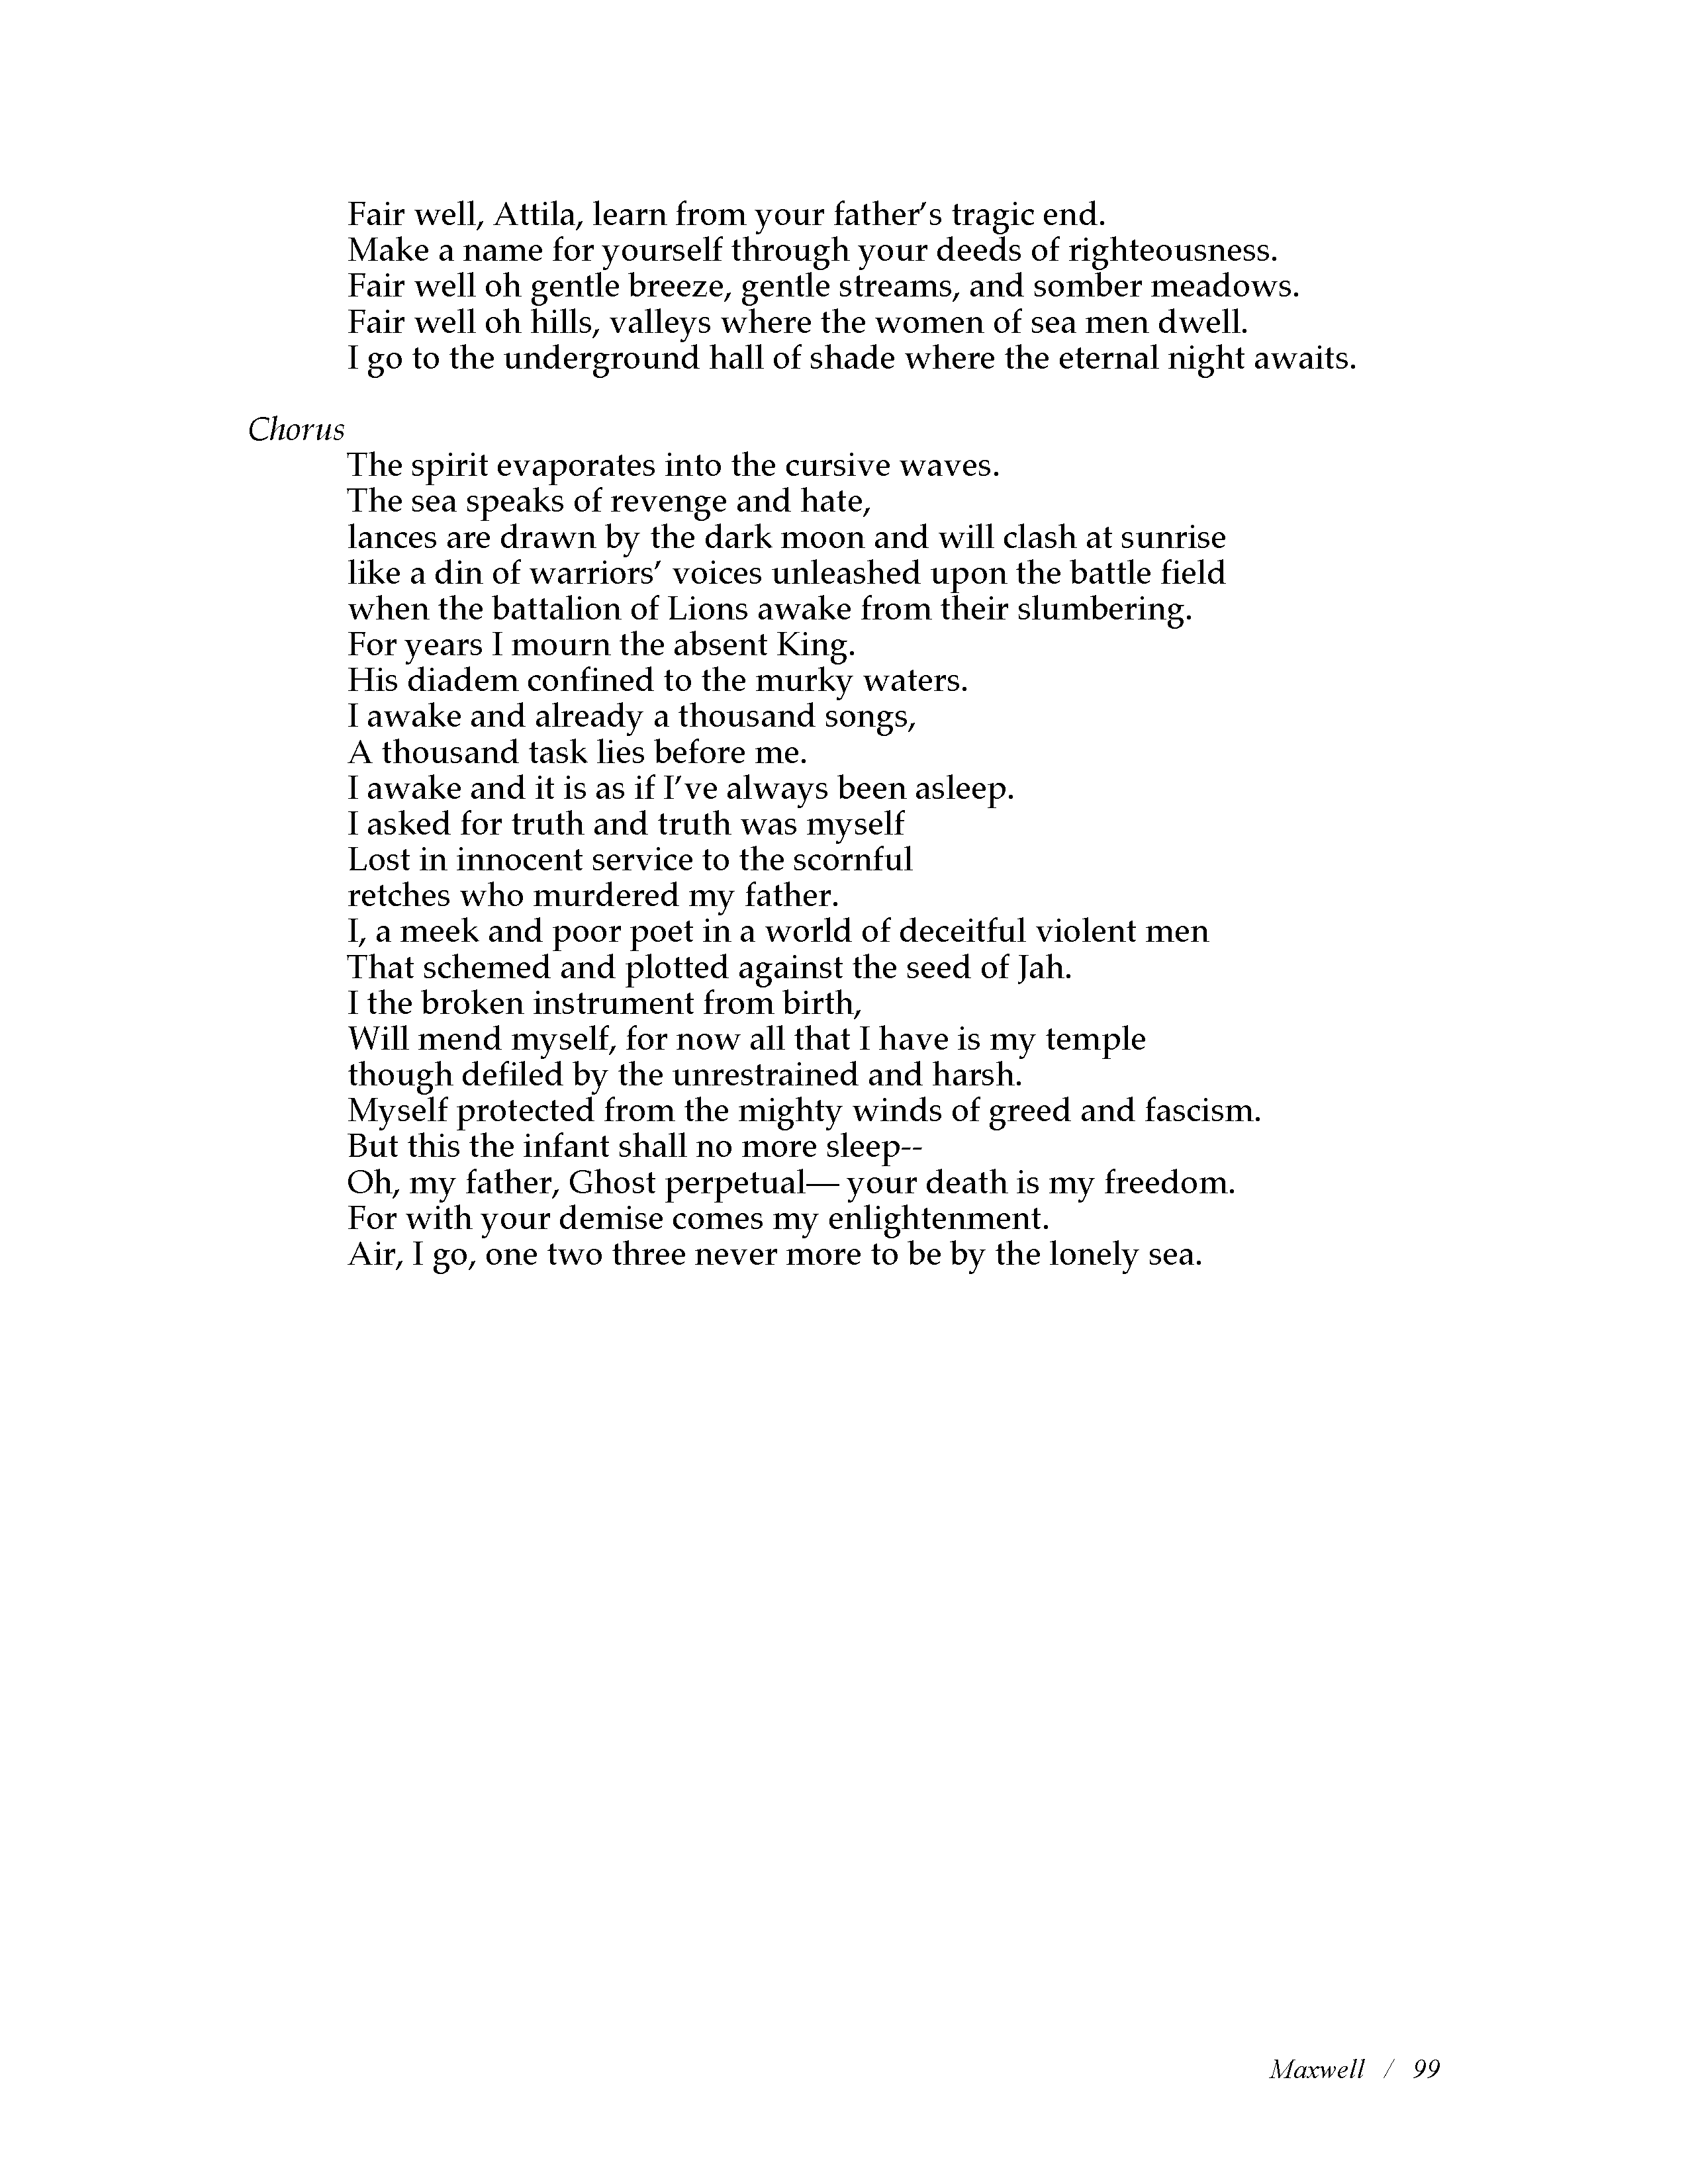 Fair well, Attila, learn from your father’s tragic end.
Make a name for yourself through your deeds of righteousness.
Fair well oh gentle breeze, gentle streams, and somber meadows.
Fair well oh hills, valleys where the women of sea men dwell.
I go to the underground hall of shade where the eternal night awaits.
Chorus
The spirit evaporates into the cursive waves.
The sea speaks of revenge and hate,
lances are drawn by the dark moon and will clash at sunrise
like a din of warriors’ voices unleashed upon the battle field
when the battalion of Lions awake from their slumbering.
For years I mourn the absent King.
His diadem confined to the murky waters.
I awake and already a thousand songs,
A thousand task lies before me.
I awake and it is as if I’ve always been asleep.
I asked for truth and truth was myself
Lost in innocent service to the scornful
retches who murdered my father.
I, a meek and poor poet in a world of deceitful violent men
That schemed and plotted against the seed of Jah.
I the broken instrument from birth,
Will mend myself, for now all that I have is my temple
though defiled by the unrestrained and harsh.
Myself protected from the mighty winds of greed and fascism.
But this the infant shall no more sleep--
Oh, my father, Ghost perpetual— your death is my freedom.
For with your demise comes my enlightenment.
Air, I go, one two three never more to be by the lonely sea.
Maxwell / 99